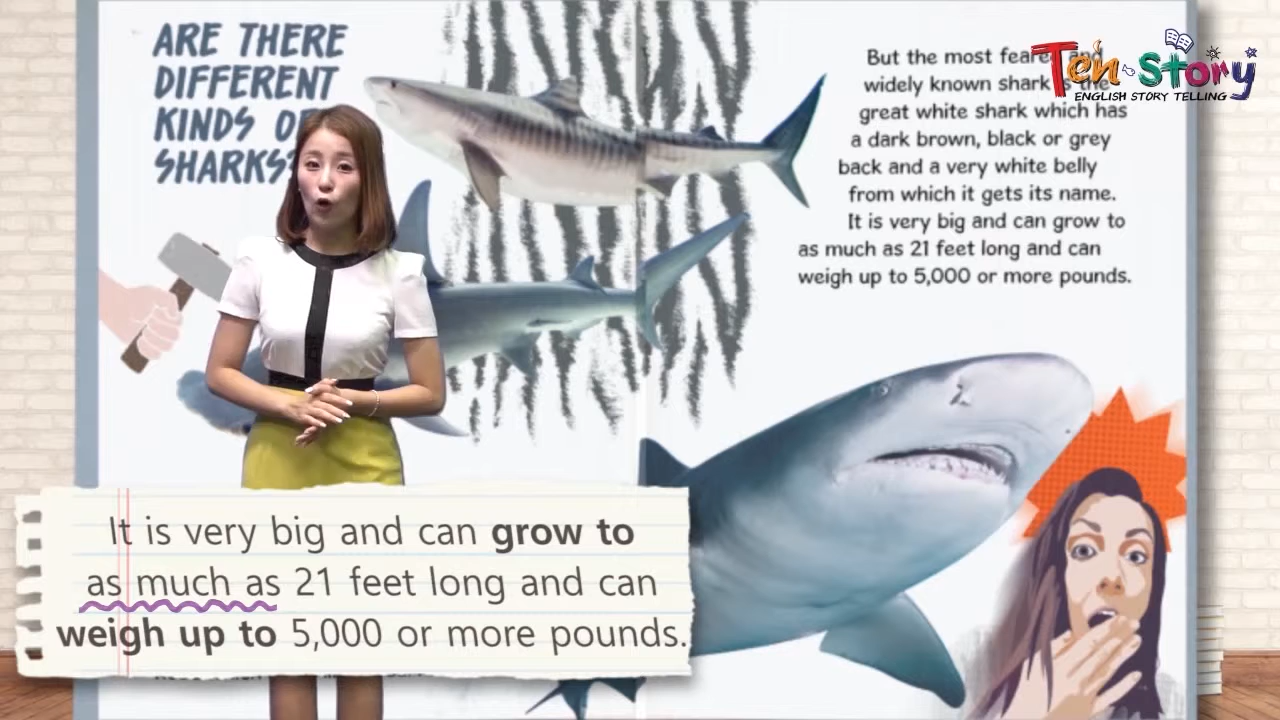 ARE THERE
DIFFERENT
KINDS OF
SHARKS?
But the most feared and
widely known shark is the
great white shark which has
a dark brown, black or grey
back and a very white belly
from which it gets its name.
It is very big and can grow to
as much as 21 feet long and can
weigh up to 5,000 or more pounds.
Ten Story
ENGLISH STORY TELLING
It is very big and can grow to
as much as 21 feet long and can
weigh up to 5,000 or more pounds.